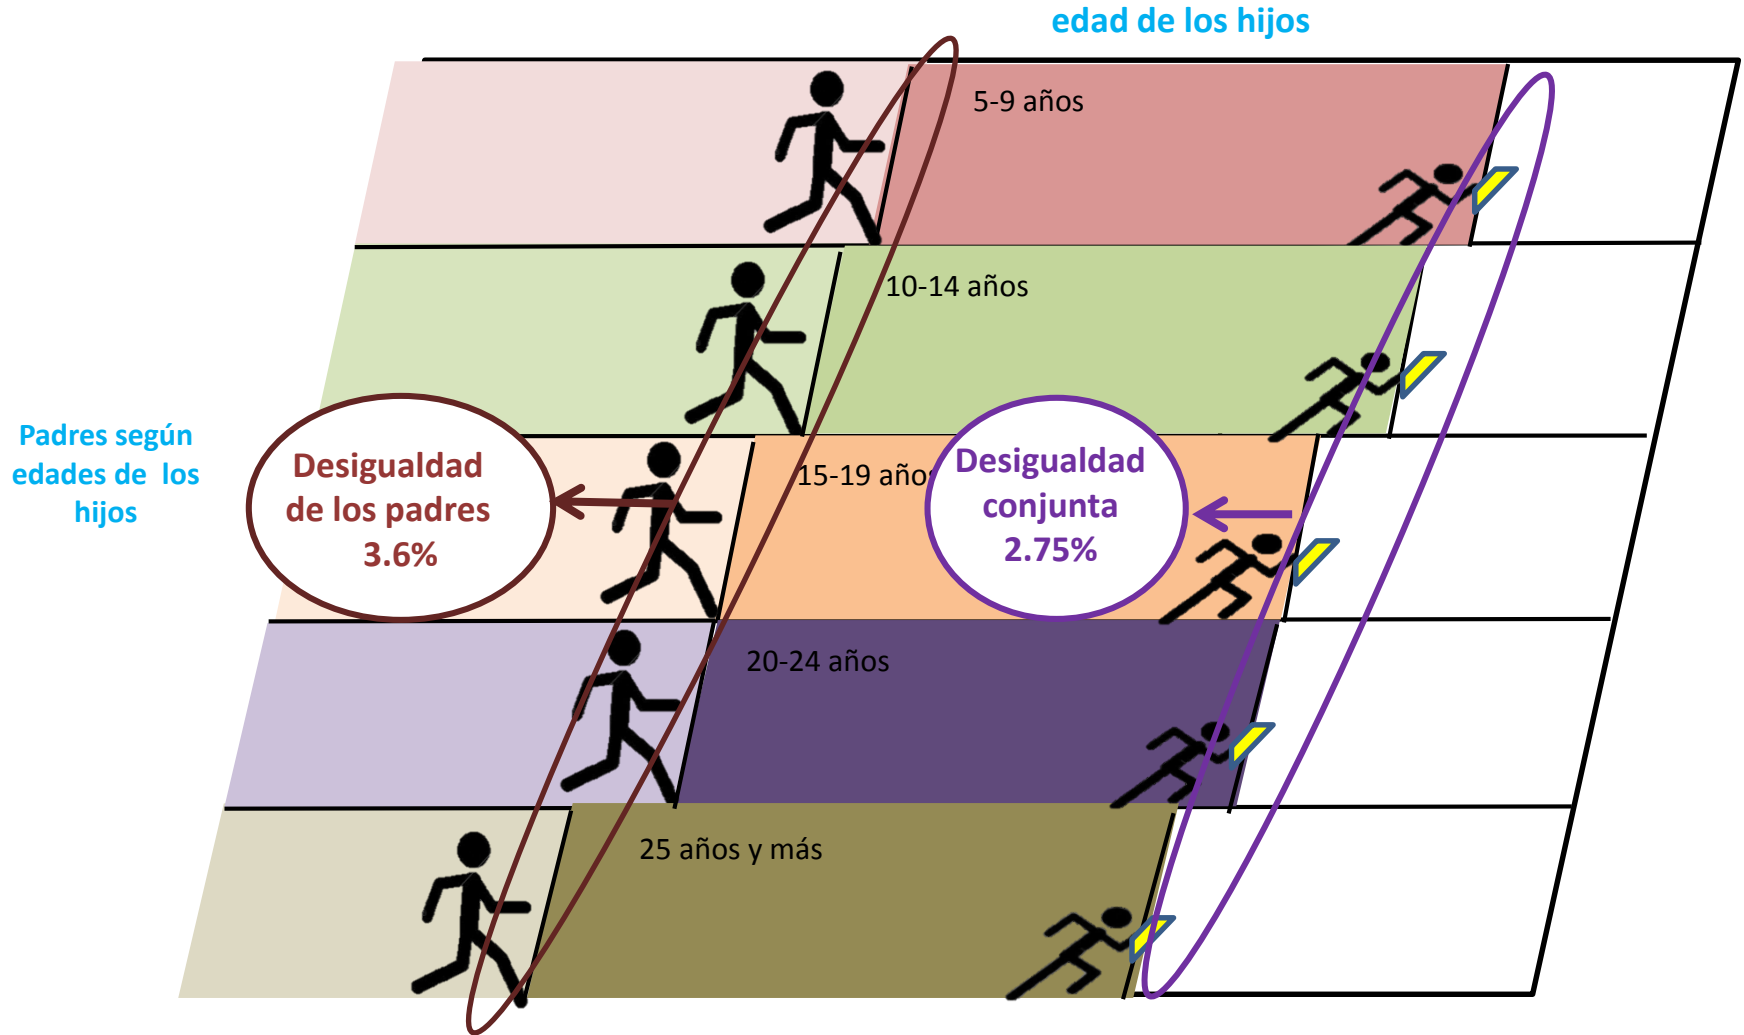 edad de los hijos
5-9 años
10-14 años
Padres según
edades de los
hijos
Desigualdad
de los padres
3.6%
15-19 años
Desigualdad
conjunta
2.75%
20-24 años
25 años y más